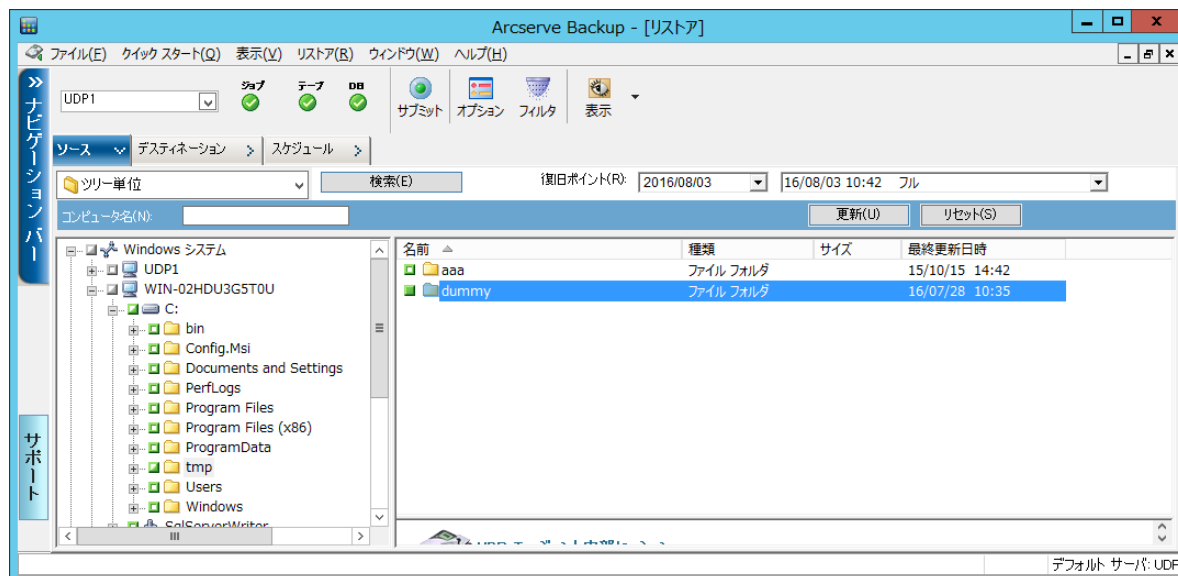 Arcserve Backup - [リストア]
ファイル(F) クイック スタート(Q) 表示(V) リストア(R) ウィンドウ(W) ヘルプ(H)
ナビゲーション バー
サポート
UDP1
ジョブ テープ DB
サブミット オプション フィルタ 表示
ソース デスティネーション スケジュール
ツリー単位 検索(E) 復旧ポイント(R): 2016/08/03 16/08/03 10:42 フル
コンピュータ名(N): 更新(U) リセット(S)
Windows システム
UDP1
WIN-02HDU3G5T0U
C:
bin
Config.Msi
Documents and Settings
PerfLogs
Program Files
Program Files (x86)
ProgramData
tmp
Users
Windows
SqlServerWriter
名前 種類 サイズ 最終更新日時
aaa ファイル フォルダ 15/10/15 14:42
dummy ファイル フォルダ 16/07/28 10:35
デフォルト サーバ: UDP